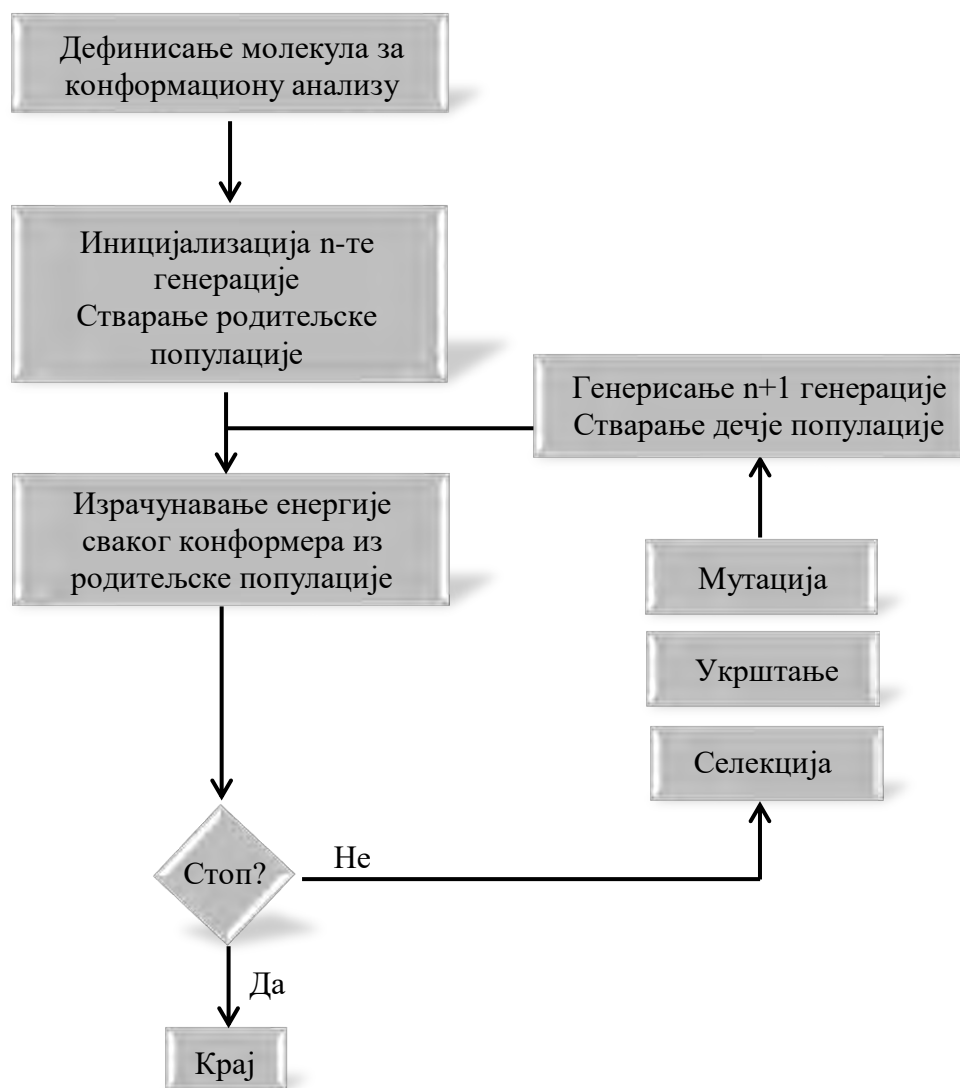 Дефинисање молекула за
конформациону анализу
Иницијализација n-те
генерације
Стварање родитељске
популације
Генерисање n+1 генерације
Стварање дечје популације
Израчунавање енергије
сваког конформера из
родитељске популације
Мутација
Укрштање
Селекција
Стоп?
Не
Да
Крај